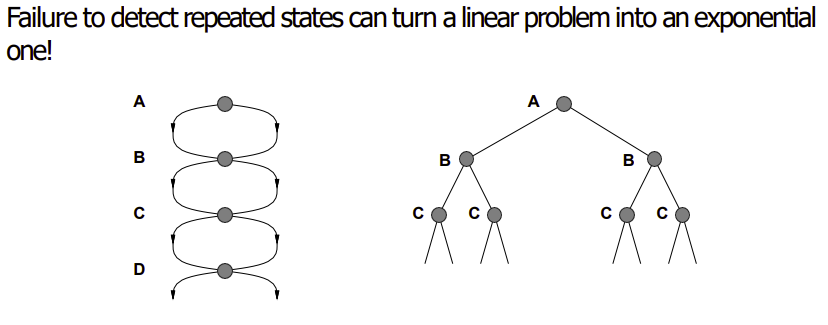 Failure to detect repeated states can turn a linear problem into an exponential
one!
A
B
C
D
A
B B
C C C C